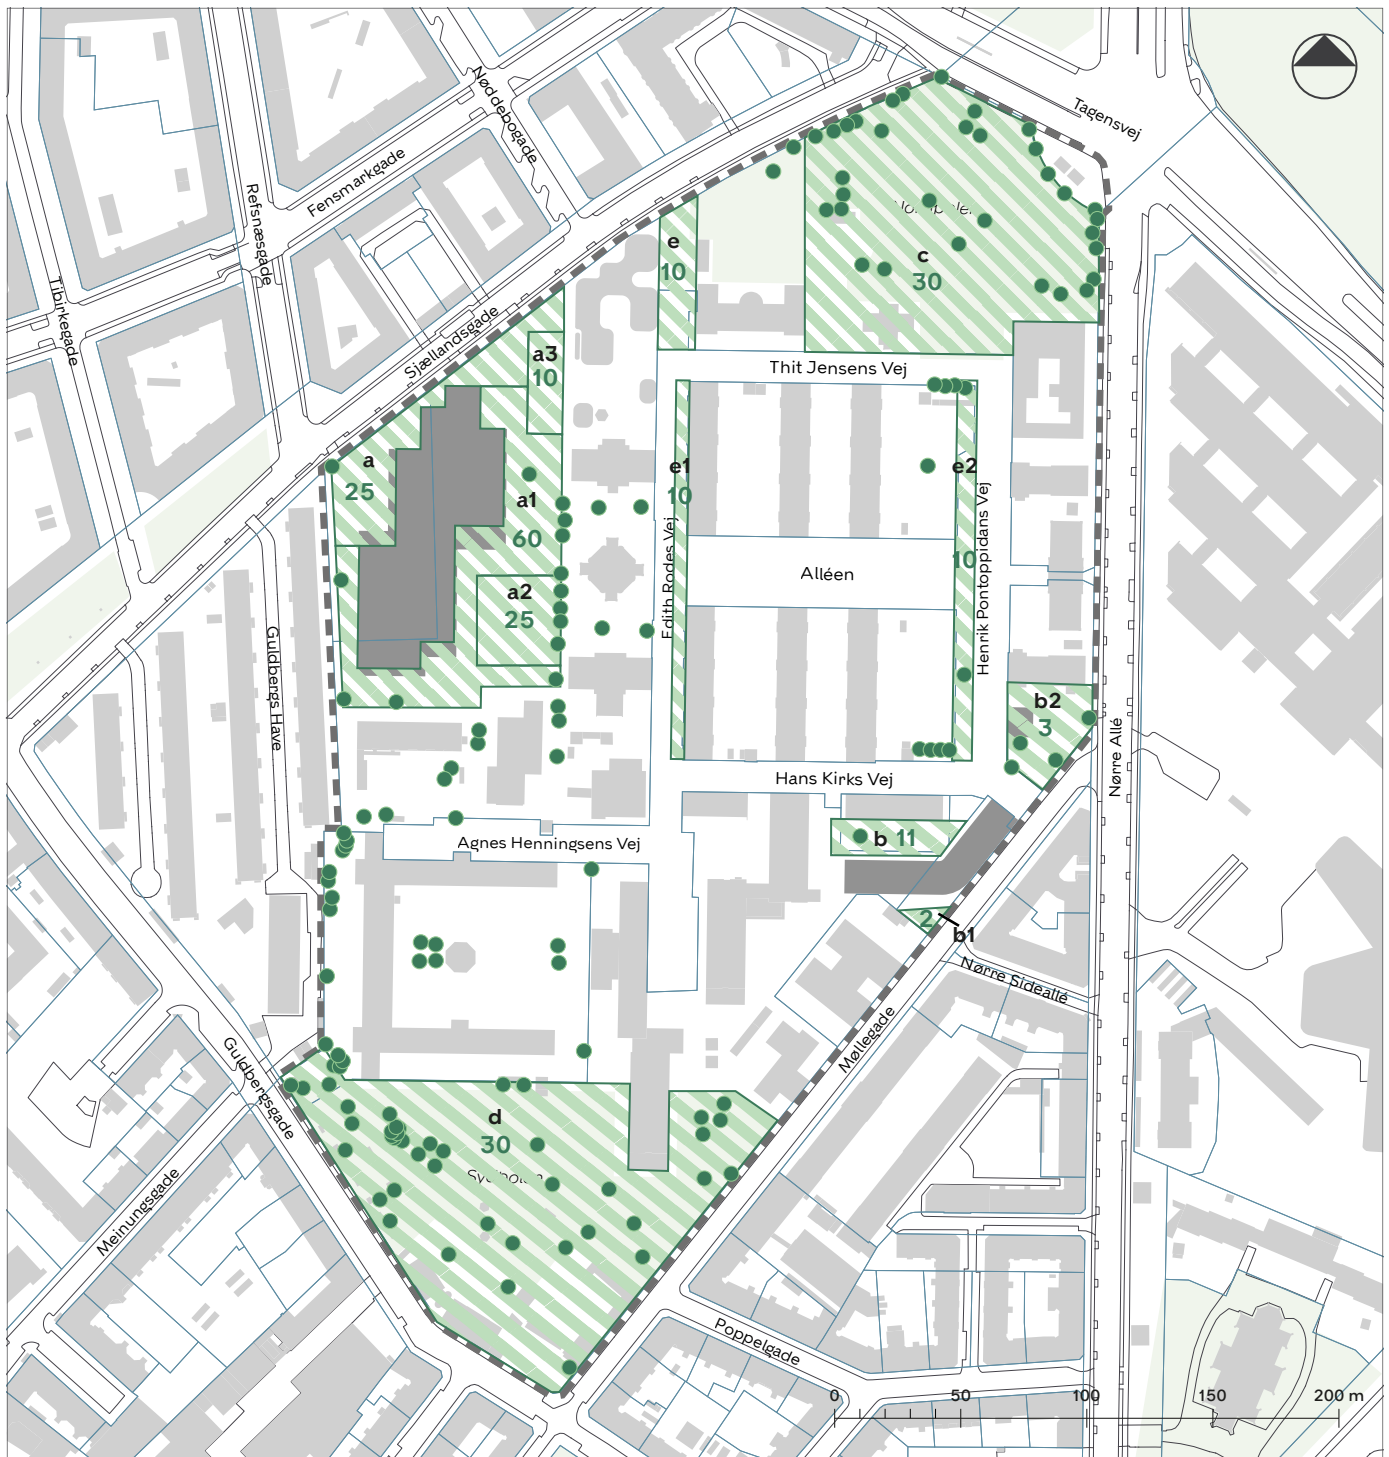 Nøddebogade
Tagensvej
Fensmarkgade
Refsnæsgade
Tibirkegade
Sjællandsgade
e
10
c
30
a3
10
Thit Jensens Vej
a
25
a1
60
e1
10
e2
10
Edith Rodes Vej
Henrik Pontoppidans Vej
Alléen
a2
25
Guldbergs Have
b2
3
Nørre Allé
Hans Kirks Vej
b 11
Agnes Henningsens Vej
2
b1
Nørre Sideallé
Møllegade
Guldbergsgade
d
30
Meinungsgade
Poppelgade
0 50 100 150 200 m